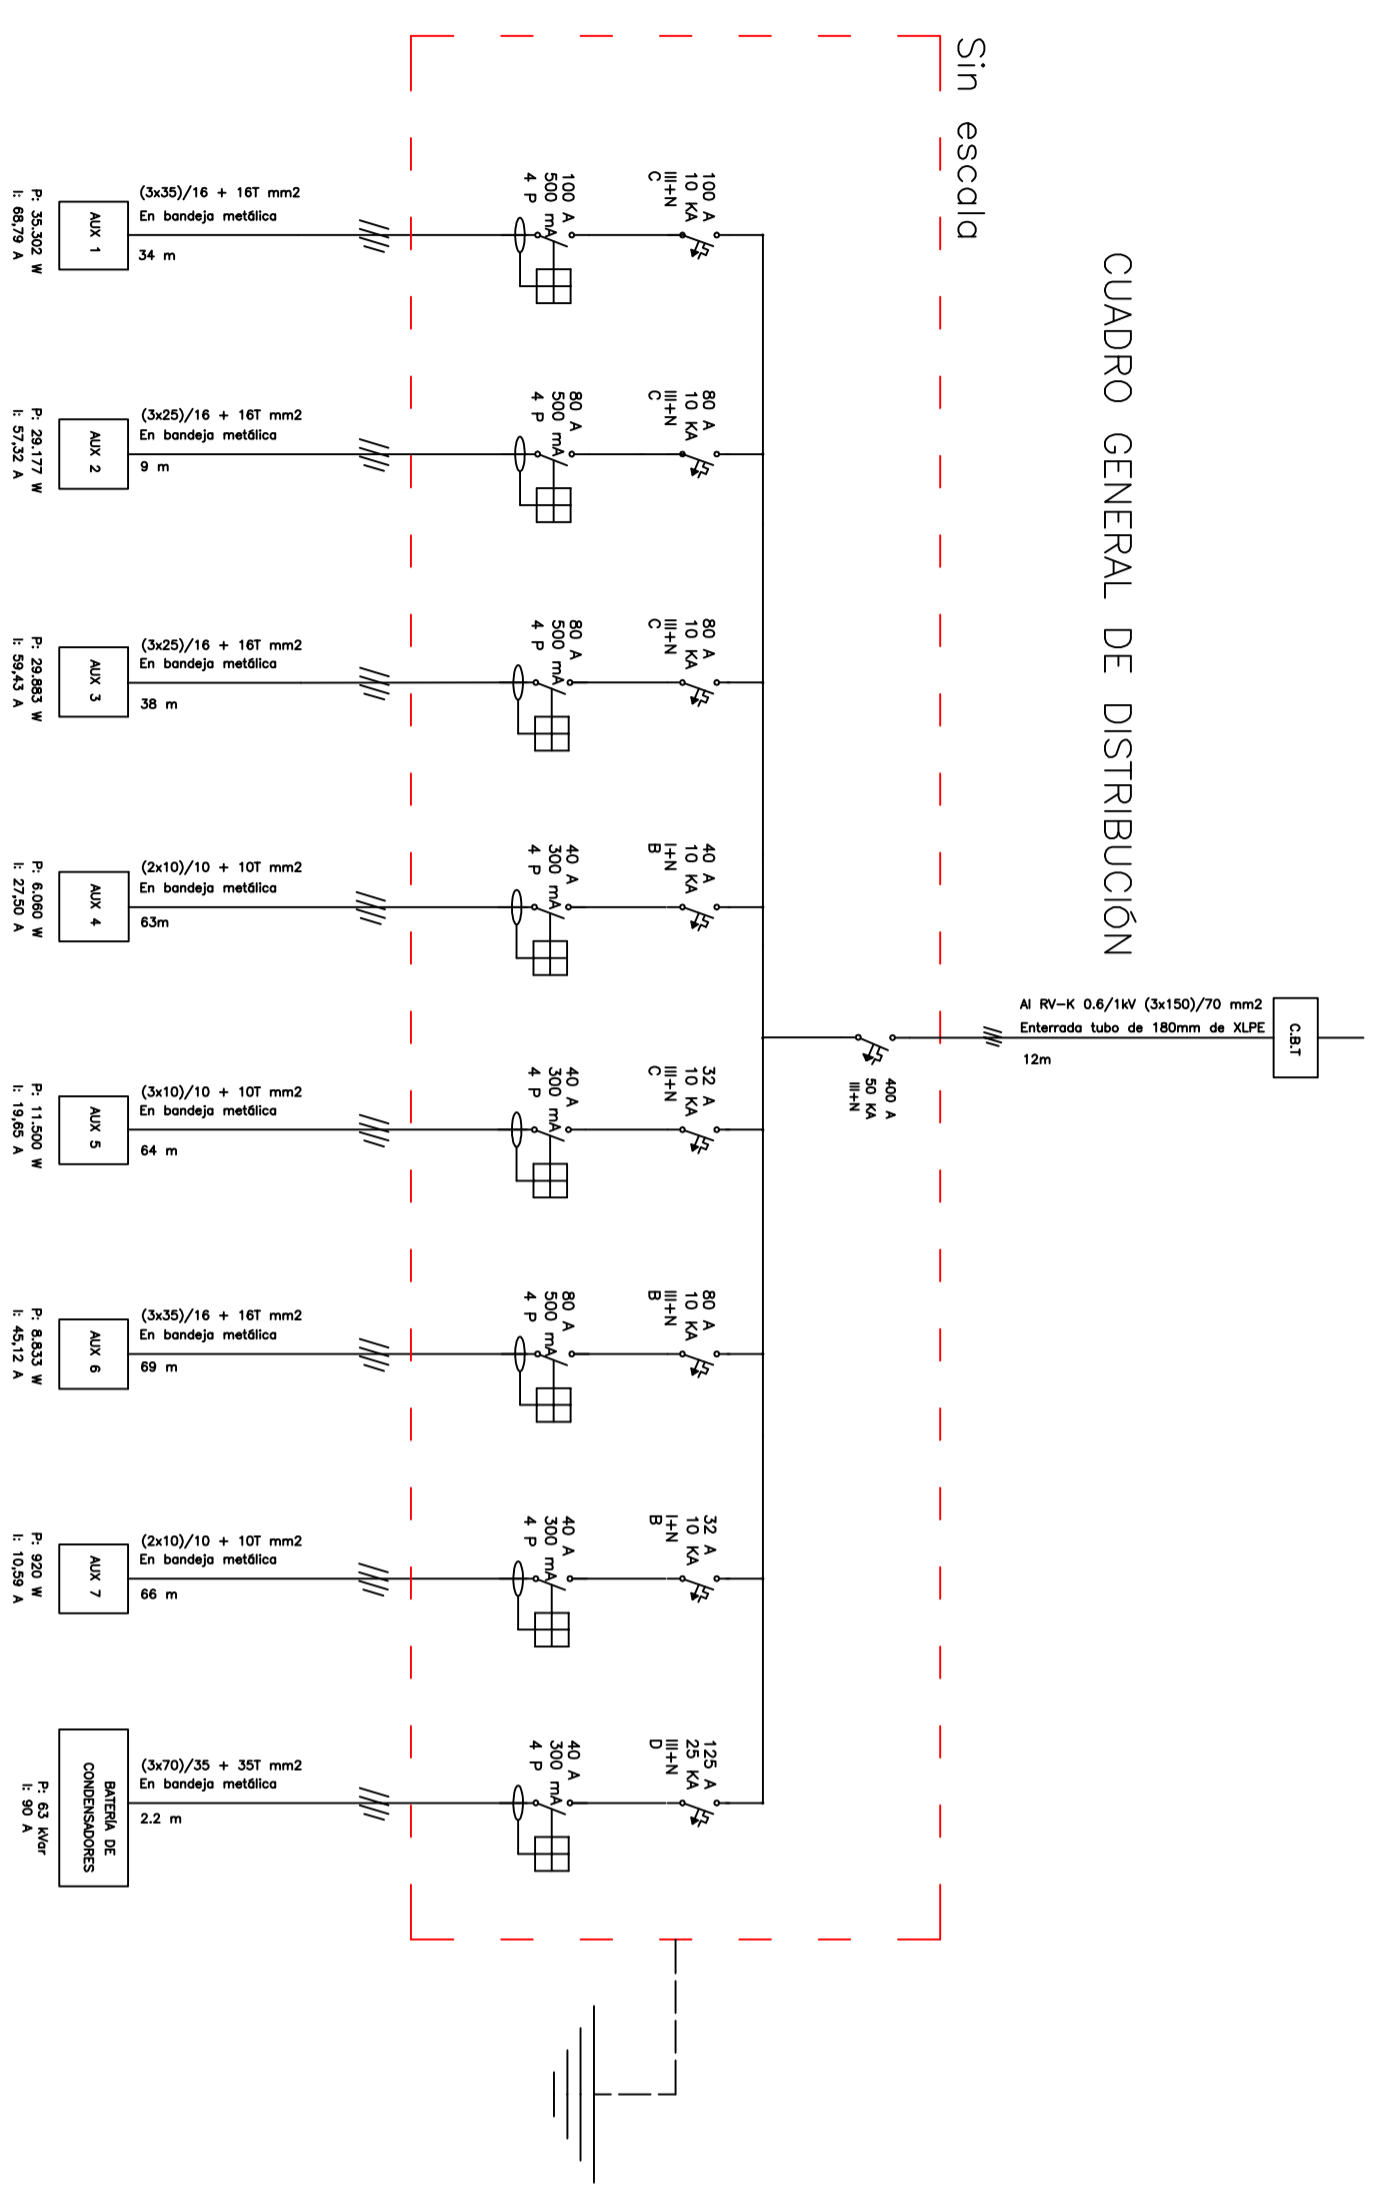 CUADRO GENERAL DE DISTRIBUCIÓN
Sin escala
C.B.T
Al RV-K 0.6/1kV (3x150)/70 mm2
Enterrada tubo de 180mm de XLPE
12m
400 A
50 KA
III+N
100 A
10 KA
III+N
C
100 A
500 mA
4 P
(3x35)/16 + 16T mm2
En bandeja metálica
34 m
AUX 1
P: 35.302 W
I: 68,79 A
80 A
10 KA
III+N
C
80 A
500 mA
4 P
(3x25)/16 + 16T mm2
En bandeja metálica
9 m
AUX 2
P: 29.177 W
I: 57,32 A
80 A
10 KA
III+N
C
80 A
500 mA
4 P
(3x25)/16 + 16T mm2
En bandeja metálica
38 m
AUX 3
P: 29.883 W
I: 59,43 A
40 A
10 KA
I+N
B
40 A
300 mA
4 P
(2x10)/10 + 10T mm2
En bandeja metálica
63m
AUX 4
P: 6.060 W
I: 27,50 A
32 A
10 KA
III+N
C
40 A
300 mA
4 P
(3x10)/10 + 10T mm2
En bandeja metálica
64 m
AUX 5
P: 11.500 W
I: 19,65 A
80 A
10 KA
III+N
B
80 A
500 mA
4 P
(3x35)/16 + 16T mm2
En bandeja metálica
69 m
AUX 6
P: 8.833 W
I: 45,12 A
32 A
10 KA
I+N
B
40 A
300 mA
4 P
(2x10)/10 + 10T mm2
En bandeja metálica
66 m
AUX 7
P: 920 W
I: 10,59 A
125 A
25 KA
III+N
D
40 A
300 mA
4 P
(3x70)/35 + 35T mm2
En bandeja metálica
2.2 m
BATERÍA DE
CONDENSADORES
P: 63 kVar
I: 90 A